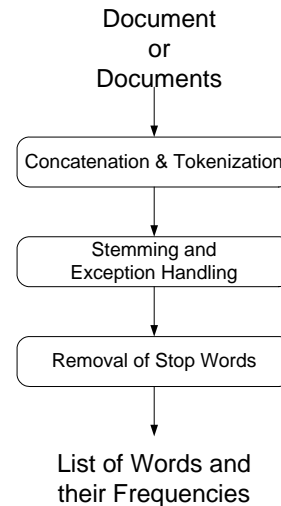 Document
or
Documents
Concatenation & Tokenization
Stemming and
Exception Handling
Removal of Stop Words
List of Words and
their Frequencies